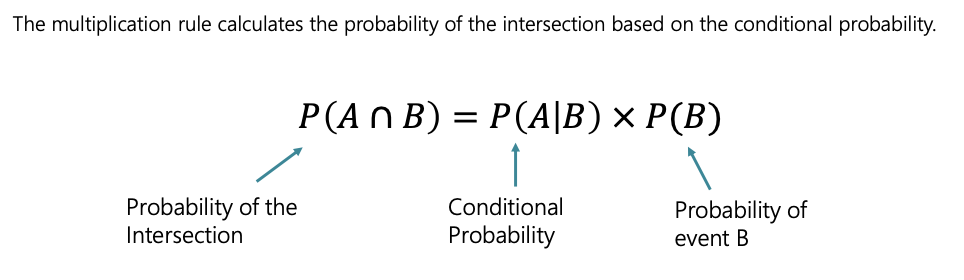 The multiplication rule calculates the probability of the intersection based on the conditional probability.
P(A ∩ B) = P(A|B) × P(B)
Probability of the
Intersection
Conditional
Probability
Probability of
event B